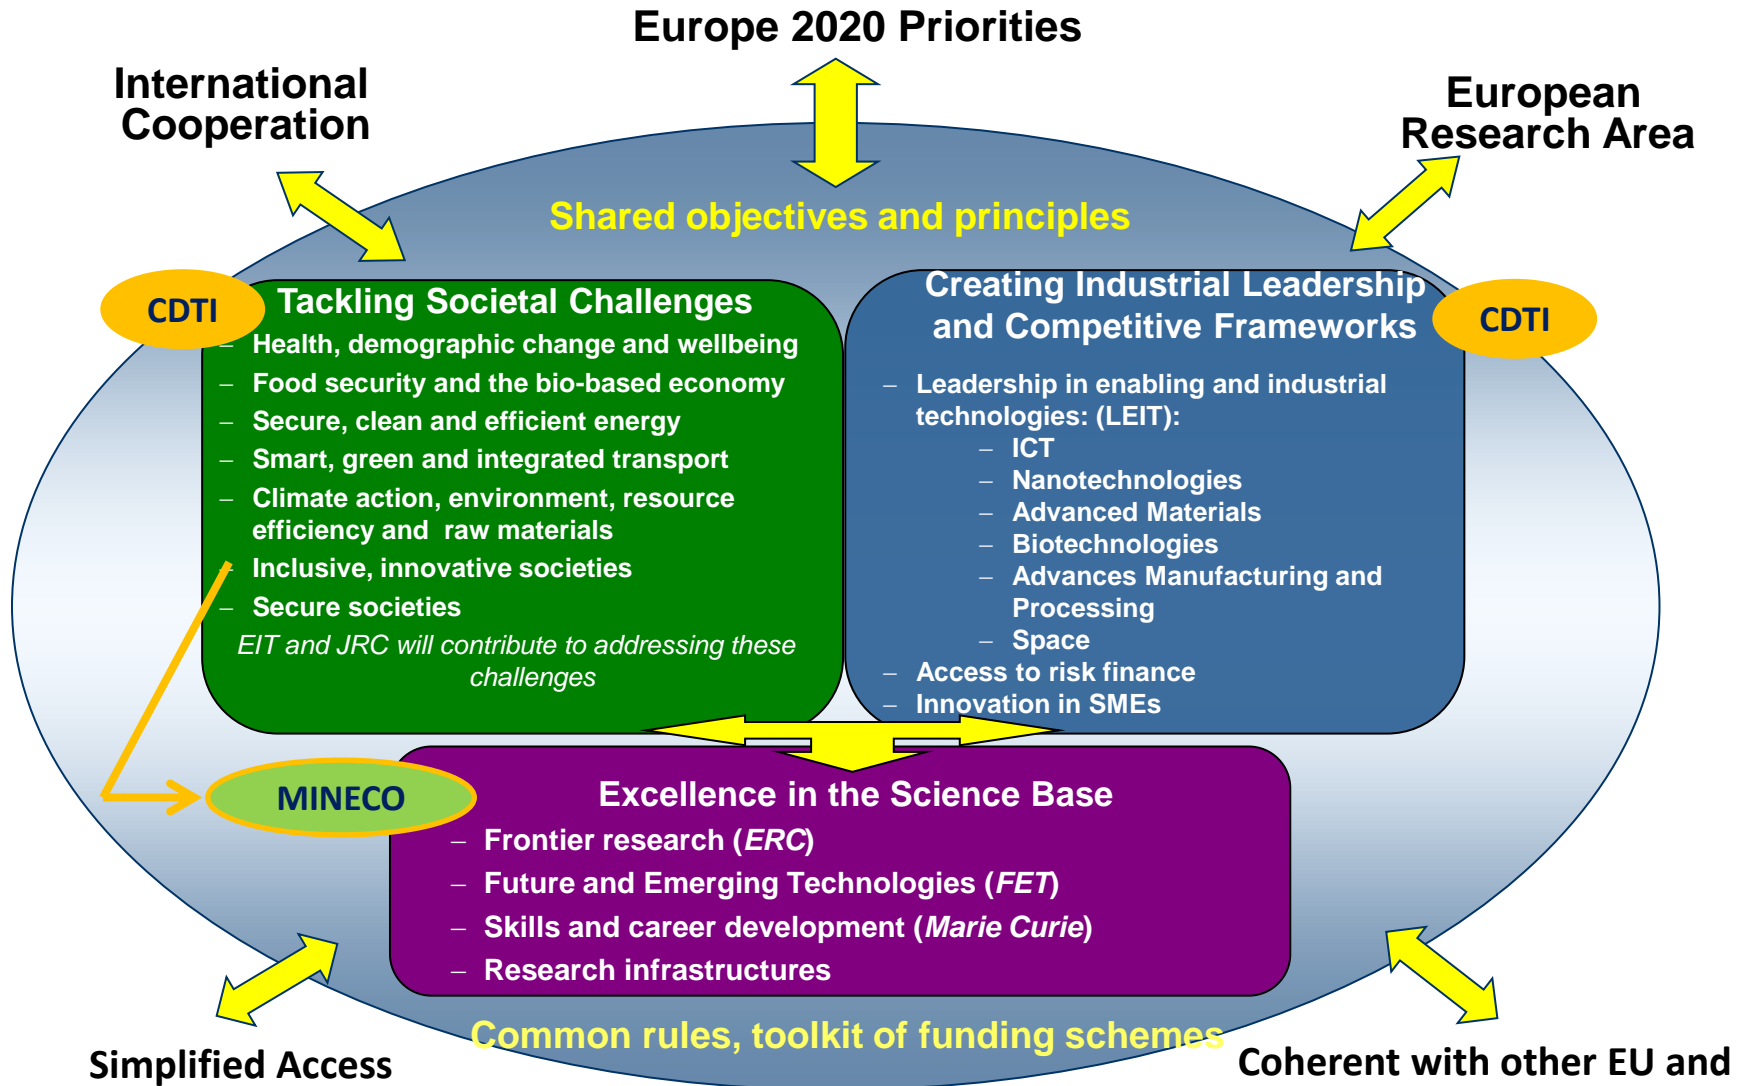 Europe 2020 Priorities
International
Cooperation
European
Research Area
Shared objectives and principles
CDTI
Tackling Societal Challenges
– Health, demographic change and wellbeing
– Food security and the bio-based economy
– Secure, clean and efficient energy
– Smart, green and integrated transport
– Climate action, environment, resource
efficiency and raw materials
– Inclusive, innovative societies
– Secure societies
EIT and JRC will contribute to addressing these
challenges
Creating Industrial Leadership
and Competitive Frameworks
CDTI
– Leadership in enabling and industrial
technologies: (LEIT):
– ICT
– Nanotechnologies
– Advanced Materials
– Biotechnologies
– Advances Manufacturing and
Processing
– Space
– Access to risk finance
– Innovation in SMEs
MINECO
Excellence in the Science Base
– Frontier research (ERC)
– Future and Emerging Technologies (FET)
– Skills and career development (Marie Curie)
– Research infrastructures
Common rules, toolkit of funding schemes
Simplified Access
Coherent with other EU and